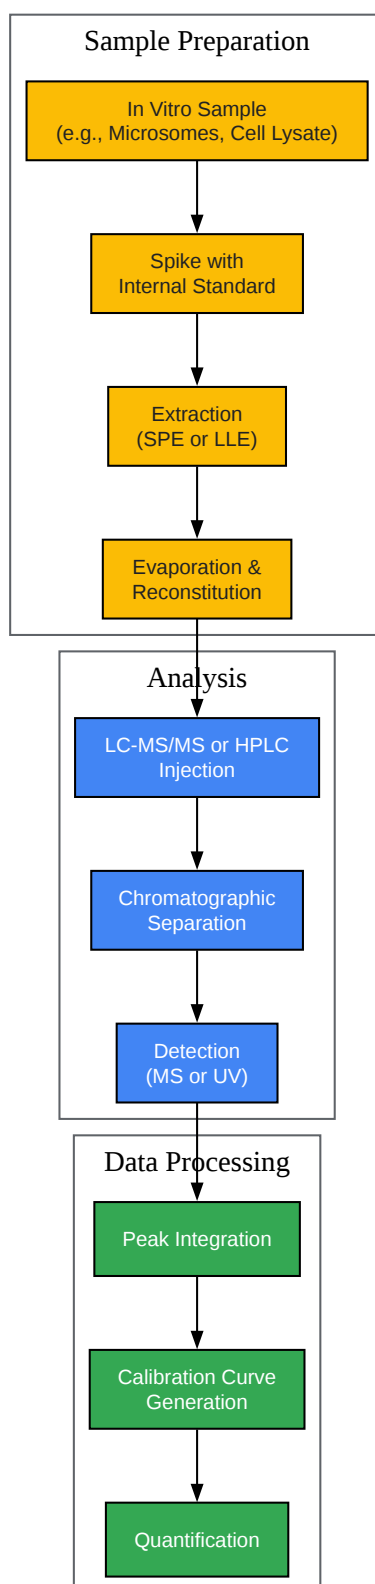 Sample Preparation
In Vitro Sample
(e.g., Microsomes, Cell Lysate)
Spike with
Internal Standard
Extraction
(SPE or LLE)
Evaporation &
Reconstitution
Analysis
LC-MS/MS or HPLC
Injection
Chromatographic
Separation
Detection
(MS or UV)
Data Processing
Peak Integration
Calibration Curve
Generation
Quantification